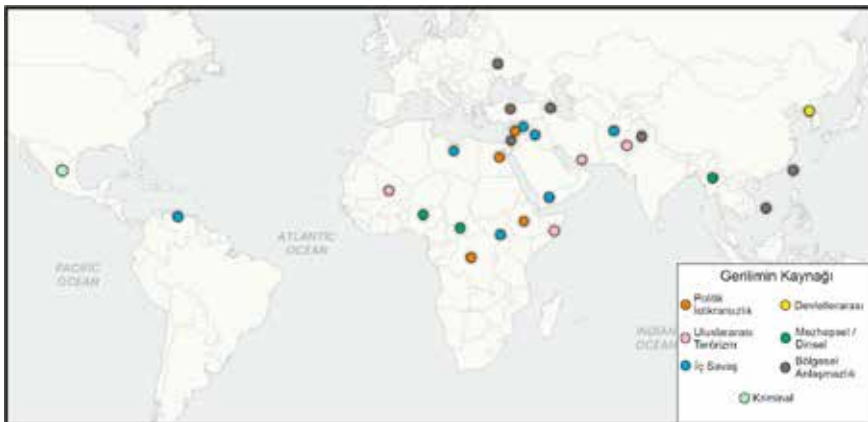 ATLANTIC
OCEAN
PACIFIC
OCEAN
INDIAN
OCEAN
Gerilimin Kaynağı
Politik
İstikrarsızlık
Devletlerarası
Uluslararası
Terörizm
Mezhepsel /
Dinsel
İç Savaş
Bölgesel
Anlaşmazlık
Kriminal